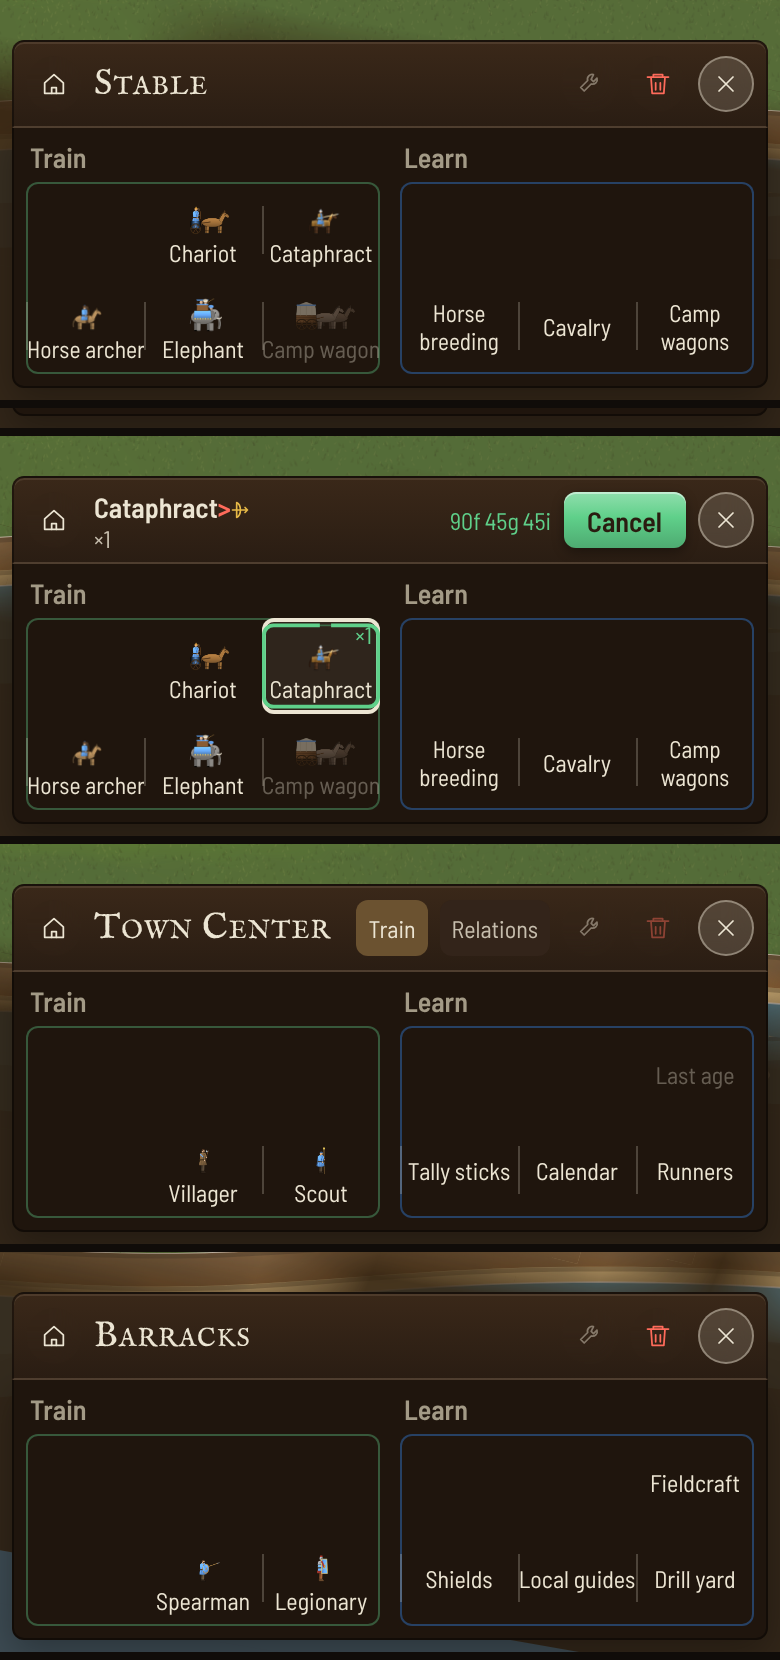 Stable
Train
Learn
Chariot
Cataphract
Horse archer
Elephant
Camp wagon
Horse
breeding
Cavalry
Camp
wagons
Cataphract>
×1
90f 45g 45i
Cancel
Train
Learn
×1
Chariot
Cataphract
Horse archer
Elephant
Camp wagon
Horse
breeding
Cavalry
Camp
wagons
Town Center
Train
Relations
Train
Learn
Last age
Villager
Scout
Tally sticks
Calendar
Runners
Barracks
Train
Learn
Fieldcraft
Spearman
Legionary
Shields
Local guides
Drill yard